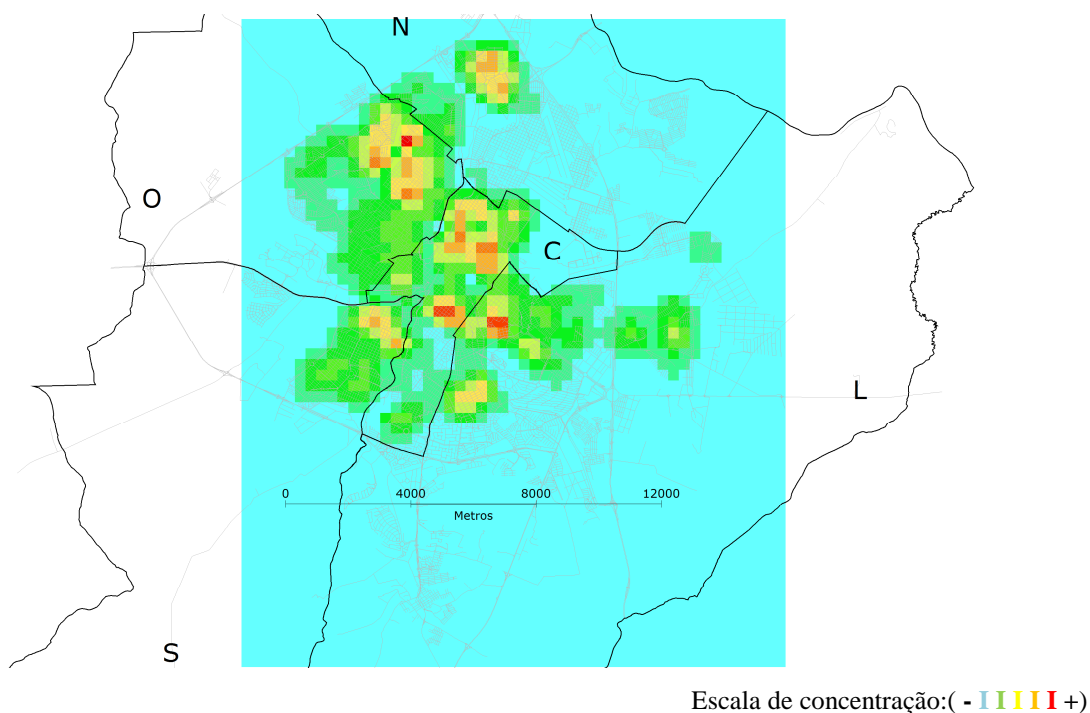 N
O
C
L
0 4000 8000 12000
Metros
S
Escala de concentração:( - I I I I I +)